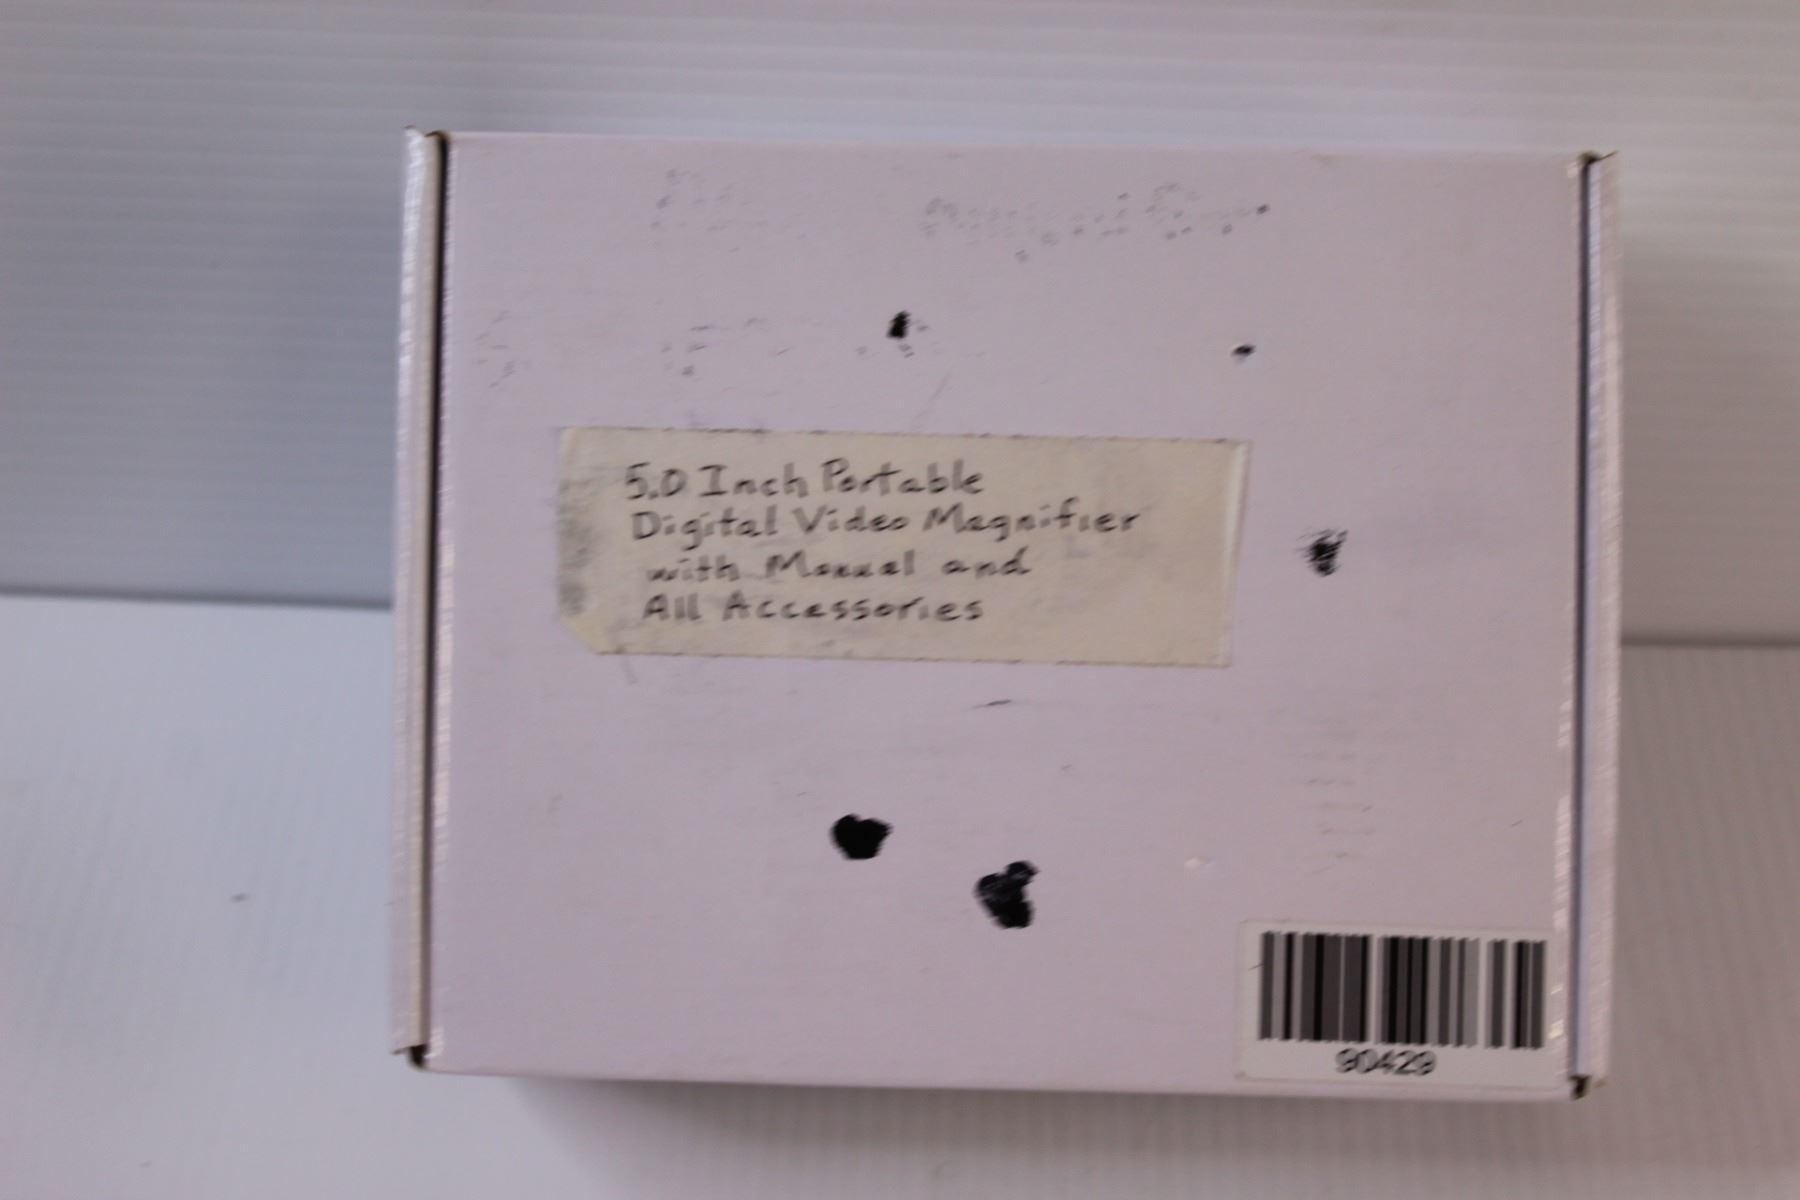 5.0 Inch Portable
Digital Video Magnifier
with Manual and
All Accessories
90429